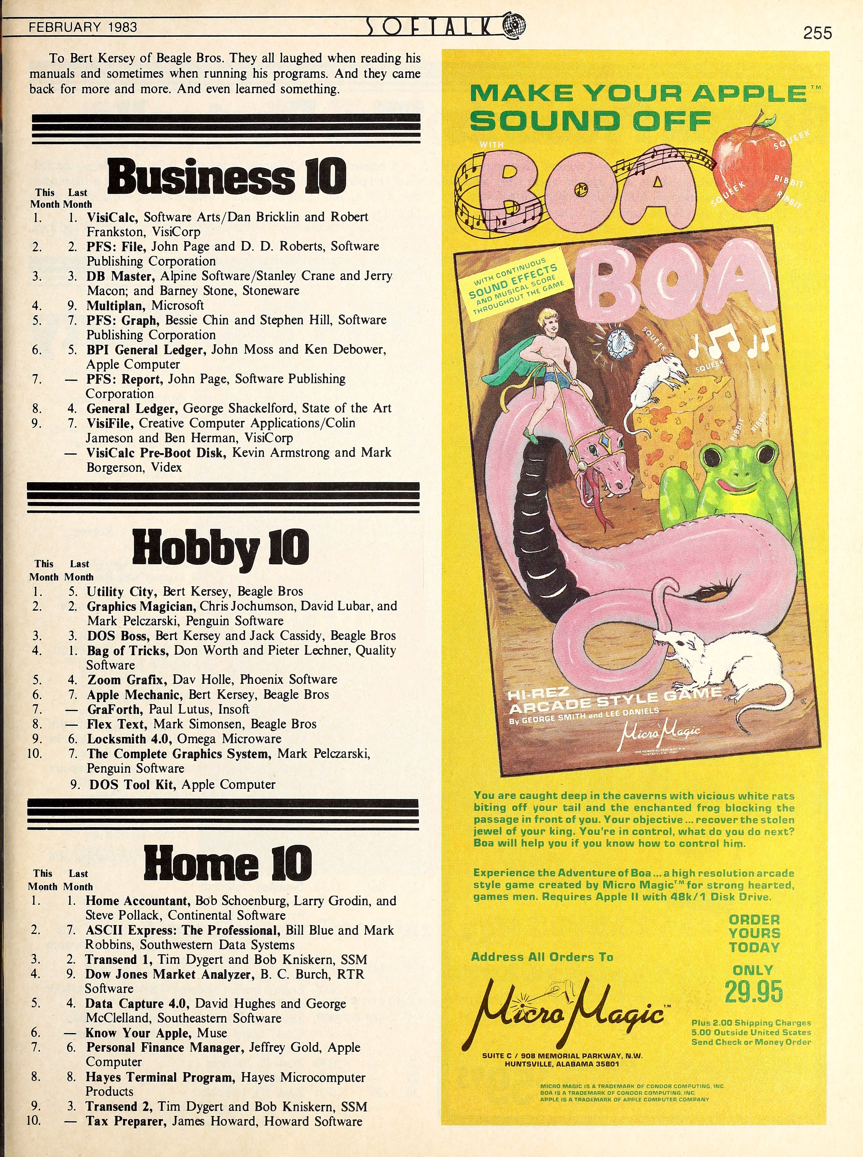 FEBRUARY 1983
SOFTALK
255
To Bert Kersey of Beagle Bros. They all laughed when reading his
manuals and sometimes when running his programs. And they came
back for more and more. And even learned something.
Business 10
This Last
Month Month
1. 1. VisiCalc, Software Arts/Dan Bricklin and Robert
Frankston, VisiCorp
2. 2. PFS: File, John Page and D. D. Roberts, Software
Publishing Corporation
3. 3. DB Master, Alpine Software/Stanley Crane and Jerry
Macon; and Barney Stone, Stoneware
4. 9. Multiplan, Microsoft
5. 7. PFS: Graph, Bessie Chin and Stephen Hill, Software
Publishing Corporation
6. 5. BPI General Ledger, John Moss and Ken Debower,
Apple Computer
7. — PFS: Report, John Page, Software Publishing
Corporation
8. 4. General Ledger, George Shackelford, State of the Art
9. 7. VisiFile, Creative Computer Applications/Colin
Jameson and Ben Herman, VisiCorp
— VisiCalc Pre-Boot Disk, Kevin Armstrong and Mark
Borgerson, Videx
Hobby 10
This Last
Month Month
1. 5. Utility City, Bert Kersey, Beagle Bros
2. 2. Graphics Magician, Chris Jochumson, David Lubar, and
Mark Pelczarski, Penguin Software
3. 3. DOS Boss, Bert Kersey and Jack Cassidy, Beagle Bros
4. 1. Bag of Tricks, Don Worth and Pieter Lechner, Quality
Software
5. 4. Zoom Grafix, Dav Holle, Phoenix Software
6. 7. Apple Mechanic, Bert Kersey, Beagle Bros
7. — GraForth, Paul Lutus, Insoft
8. — Flex Text, Mark Simonsen, Beagle Bros
9. 6. Locksmith 4.0, Omega Microware
10. 7. The Complete Graphics System, Mark Pelczarski,
Penguin Software
9. DOS Tool Kit, Apple Computer
Home 10
This Last
Month Month
1. 1. Home Accountant, Bob Schoenburg, Larry Grodin, and
Steve Pollack, Continental Software
2. 7. ASCII Express: The Professional, Bill Blue and Mark
Robbins, Southwestern Data Systems
3. 2. Transend 1, Tim Dygert and Bob Kniskern, SSM
4. 9. Dow Jones Market Analyzer, B. C. Burch, RTR
Software
5. 4. Data Capture 4.0, David Hughes and George
McClelland, Southeastern Software
6. — Know Your Apple, Muse
7. 6. Personal Finance Manager, Jeffrey Gold, Apple
Computer
8. 8. Hayes Terminal Program, Hayes Microcomputer
Products
9. 3. Transend 2, Tim Dygert and Bob Kniskern, SSM
10. — Tax Preparer, James Howard, Howard Software
MAKE YOUR APPLE™
SOUND OFF
WITH
BOA
SQUEEK
RIBBIT
SQUEEK
RIBBIT
WITH CONTINUOUS
SOUND EFFECTS
AND MUSICAL SCORE
THROUGHOUT THE GAME
BOA
SQUEEK
SQUEEK
RIBBIT
RIBBIT
HI-REZ
ARCADE STYLE GAME
By GEORGE SMITH and LEE DANIELS
Micro Magic
You are caught deep in the caverns with vicious white rats
biting off your tail and the enchanted frog blocking the
passage in front of you. Your objective ... recover the stolen
jewel of your king. You're in control, what do you do next?
Boa will help you if you know how to control him.
Experience the Adventure of Boa ... a high resolution arcade
style game created by Micro Magic™ for strong hearted,
games men. Requires Apple II with 48k/1 Disk Drive.
ORDER
YOURS
TODAY
Address All Orders To
ONLY
29.95
Micro Magic™
Plus 2.00 Shipping Charges
5.00 Outside United States
Send Check or Money Order
SUITE C / 908 MEMORIAL PARKWAY, N.W.
HUNTSVILLE, ALABAMA 35801
MICRO MAGIC IS A TRADEMARK OF CONDOR COMPUTING, INC.
BOA IS A TRADEMARK OF CONDOR COMPUTING, INC.
APPLE IS A TRADEMARK OF APPLE COMPUTER COMPANY